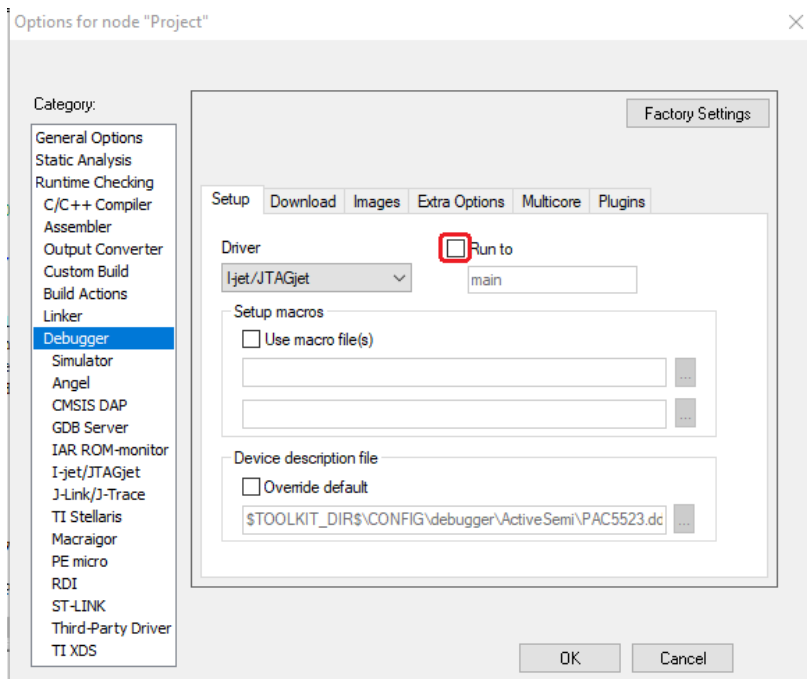 Options for node "Project"
Category:
General Options
Static Analysis
Runtime Checking
C/C++ Compiler
Assembler
Output Converter
Custom Build
Build Actions
Linker
Debugger
Simulator
Angel
CMSIS DAP
GDB Server
IAR ROM-monitor
I-jet/JTAGjet
J-Link/J-Trace
TI Stellaris
Macraigor
PE micro
RDI
ST-LINK
Third-Party Driver
TI XDS
Factory Settings
Setup Download Images Extra Options Multicore Plugins
Driver
Run to
I-jet/JTAGjet
main
Setup macros
Use macro file(s)
...
...
Device description file
Override default
$TOOLKIT_DIR$\CONFIG\debugger\ActiveSemi\PAC5523.dd
...
OK Cancel